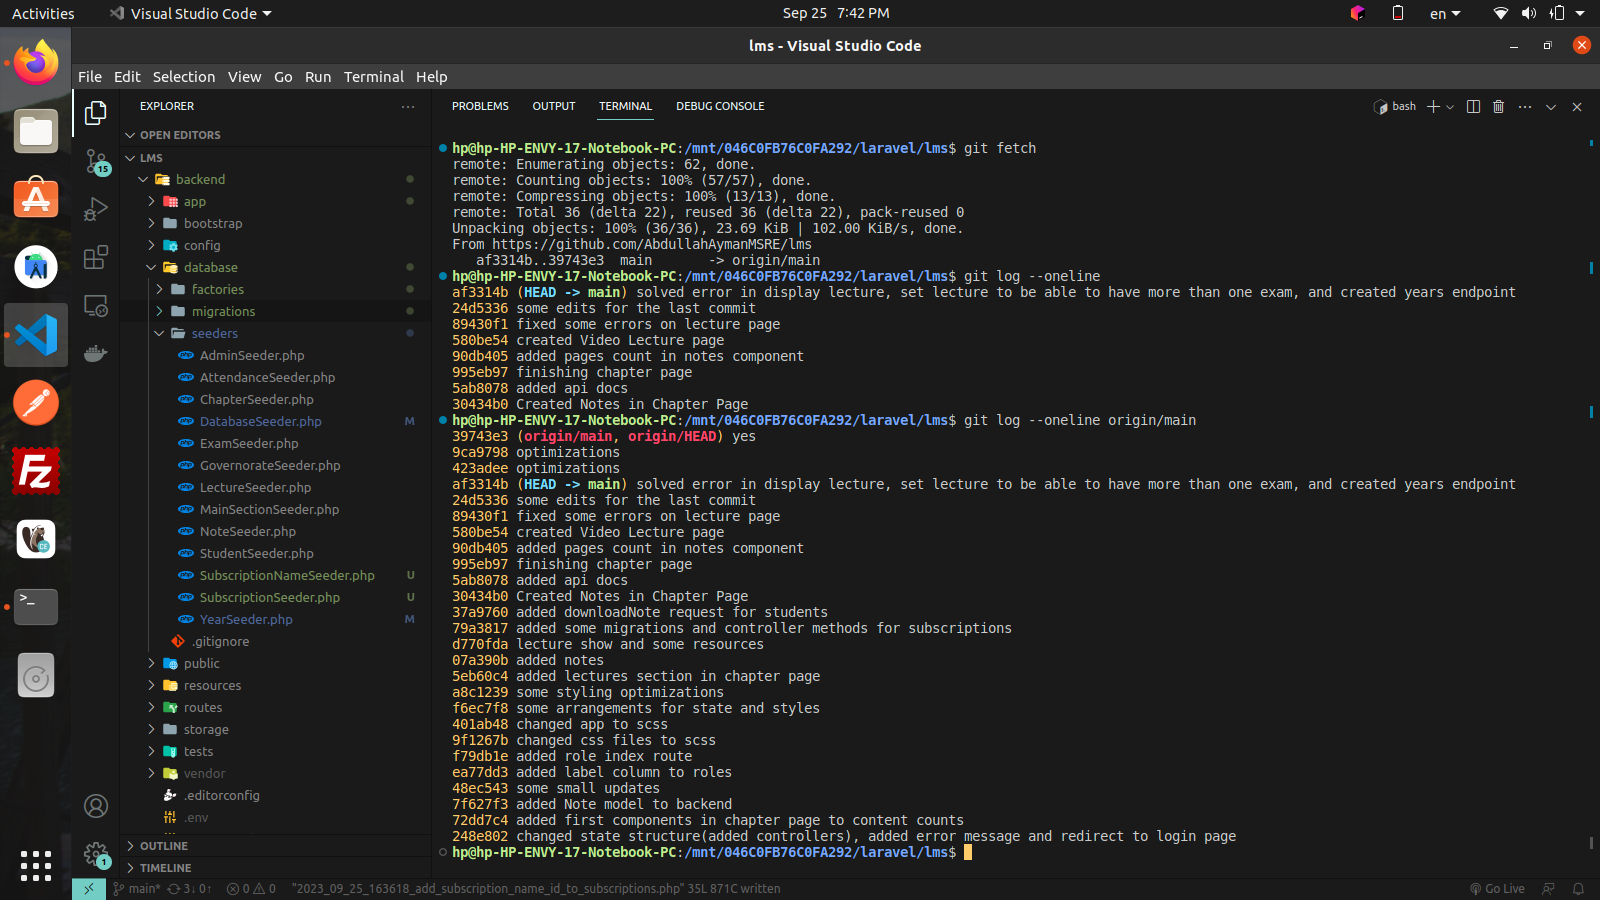 Activities
Visual Studio Code
Sep 25 7:42 PM
en
lms - Visual Studio Code
File Edit Selection View Go Run Terminal Help
EXPLORER
OPEN EDITORS
LMS
backend
app
bootstrap
config
database
factories
migrations
seeders
AdminSeeder.php
AttendanceSeeder.php
ChapterSeeder.php
DatabaseSeeder.php M
ExamSeeder.php
GovernorateSeeder.php
LectureSeeder.php
MainSectionSeeder.php
NoteSeeder.php
StudentSeeder.php
SubscriptionNameSeeder.php U
SubscriptionSeeder.php U
YearSeeder.php M
.gitignore
public
resources
routes
storage
tests
vendor
.editorconfig
.env
OUTLINE
TIMELINE
15
1
Fz
CE
>_
PROBLEMS OUTPUT TERMINAL DEBUG CONSOLE
bash
hp@hp-HP-ENVY-17-Notebook-PC:/mnt/046C0FB76C0FA292/laravel/lms$ git fetch
remote: Enumerating objects: 62, done.
remote: Counting objects: 100% (57/57), done.
remote: Compressing objects: 100% (13/13), done.
remote: Total 36 (delta 22), reused 36 (delta 22), pack-reused 0
Unpacking objects: 100% (36/36), 23.69 KiB | 102.00 KiB/s, done.
From https://github.com/AbdullahAymanMSRE/lms
af3314b..39743e3 main -> origin/main
hp@hp-HP-ENVY-17-Notebook-PC:/mnt/046C0FB76C0FA292/laravel/lms$ git log --oneline
af3314b (HEAD -> main) solved error in display lecture, set lecture to be able to have more than one exam, and created years endpoint
24d5336 some edits for the last commit
89430f1 fixed some errors on lecture page
580be54 created Video Lecture page
90db405 added pages count in notes component
995eb97 finishing chapter page
5ab8078 added api docs
30434b0 Created Notes in Chapter Page
hp@hp-HP-ENVY-17-Notebook-PC:/mnt/046C0FB76C0FA292/laravel/lms$ git log --oneline origin/main
39743e3 (origin/main, origin/HEAD) yes
9ca9798 optimizations
423adee optimizations
af3314b (HEAD -> main) solved error in display lecture, set lecture to be able to have more than one exam, and created years endpoint
24d5336 some edits for the last commit
89430f1 fixed some errors on lecture page
580be54 created Video Lecture page
90db405 added pages count in notes component
995eb97 finishing chapter page
5ab8078 added api docs
30434b0 Created Notes in Chapter Page
37a9760 added downloadNote request for students
79a3817 added some migrations and controller methods for subscriptions
d770fda lecture show and some resources
07a390b added notes
5eb60c4 added lectures section in chapter page
a8c1239 some styling optimizations
f6ec7f8 some arrangements for state and styles
401ab48 changed app to scss
9f1267b changed css files to scss
f79db1e added role index route
ea77dd3 added label column to roles
48ec543 some small updates
7f627f3 added Note model to backend
72dd7c4 added first components in chapter page to content counts
248e802 changed state structure(added controllers), added error message and redirect to login page
hp@hp-HP-ENVY-17-Notebook-PC:/mnt/046C0FB76C0FA292/laravel/lms$
main* 3↓ 0↑ 0 0 "2023_09_25_163618_add_subscription_name_id_to_subscriptions.php" 35L 871C written
Go Live